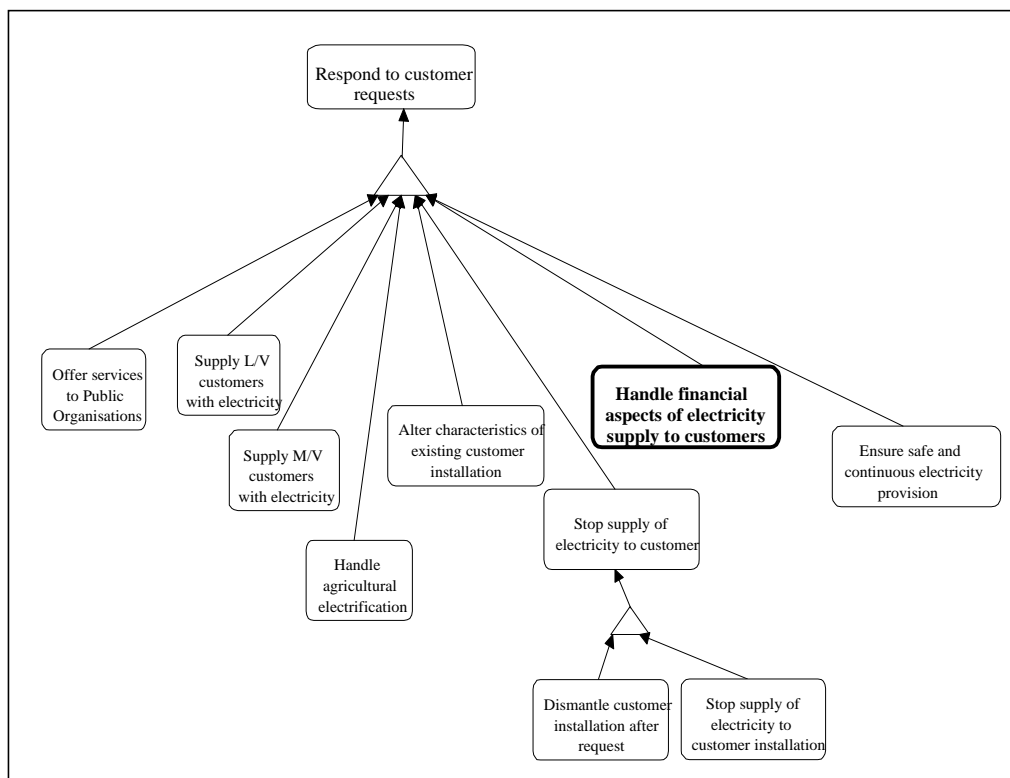 Respond to customer
requests
Offer services
to Public
Organisations
Supply L/V
customers
with electricity
Supply M/V
customers
with electricity
Handle
agricultural
electrification
Alter characteristics of
existing customer
installation
Stop supply of
electricity to customer
Handle financial
aspects of electricity
supply to customers
Ensure safe and
continuous electricity
provision
Dismantle customer
installation after
request
Stop supply of
electricity to
customer installation